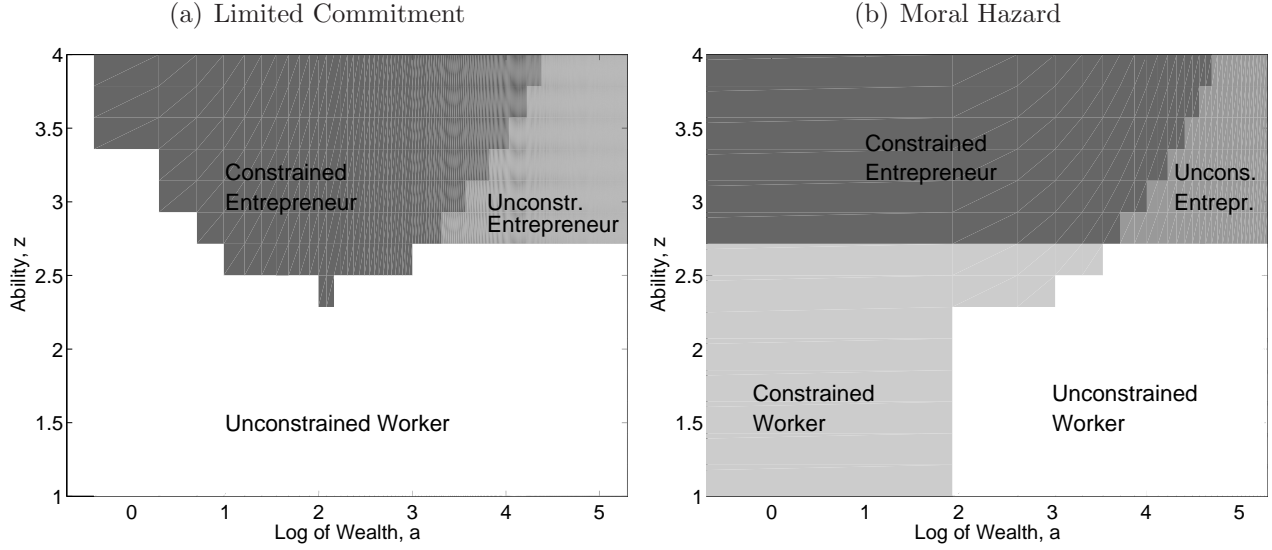 (a) Limited Commitment
4
3.5
3
2.5
2
1.5
1
Ability, z
0 1 2 3 4 5
Log of Wealth, a
Constrained
Entrepreneur
Unconstr.
Entrepreneur
Unconstrained Worker
(b) Moral Hazard
4
3.5
3
2.5
2
1.5
1
Ability, z
0 1 2 3 4 5
Log of Wealth, a
Constrained
Entrepreneur
Uncons.
Entrepr.
Constrained
Worker
Unconstrained
Worker